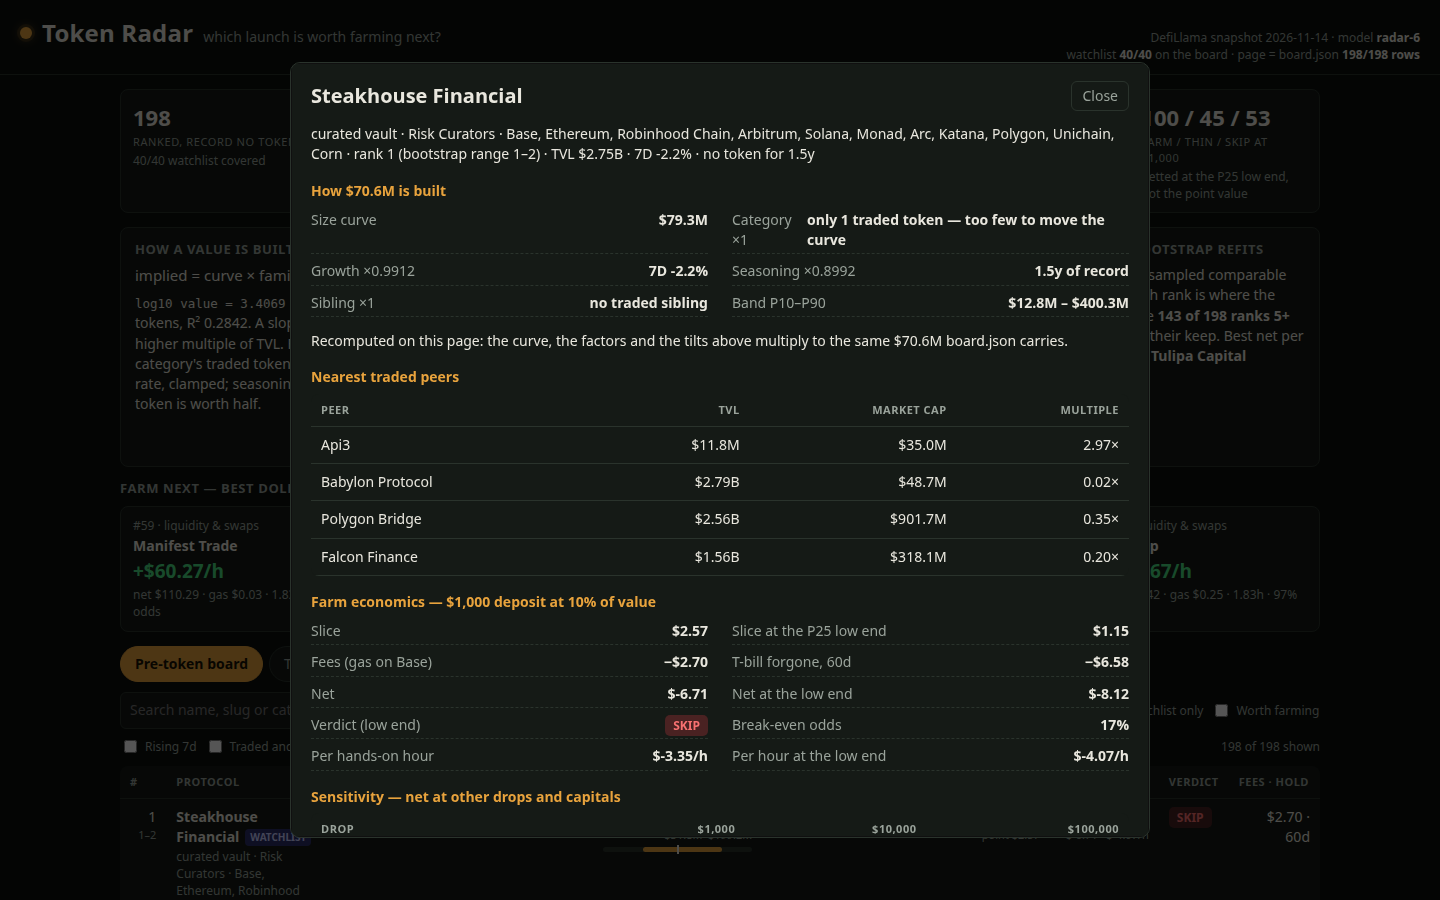 Token Radar which launch is worth farming next?
DefiLlama snapshot 2026-11-14 · model radar-6
watchlist 40/40 on the board · page = board.json 198/198 rows
198
RANKED, RECORD NO TOKEN
40/40 watchlist covered
00 / 45 / 53
ARM / THIN / SKIP AT
1,000
etted at the P25 low end,
ot the point value
HOW A VALUE IS BUILT
implied = curve × fami
log10 value = 3.4069
tokens, R² 0.2842. A slop
higher multiple of TVL.
category's traded token
rate, clamped; seasonin
token is worth half.
OTSTRAP REFITS
sampled comparable
h rank is where the
e 143 of 198 ranks 5+
their keep. Best net per
Tulipa Capital
FARM NEXT — BEST DOLL
#59 · liquidity & swaps
Manifest Trade
+$60.27/h
net $110.29 · gas $0.03 · 1.83
odds
uidity & swaps
p
67/h
42 · gas $0.25 · 1.83h · 97%
Pre-token board
Search name, slug or cat
chlist only Worth farming
Rising 7d Traded and
198 of 198 shown
# PROTOCOL VERDICT FEES · HOLD
1 Steakhouse
1–2 Financial WATCHLIST
curated vault · Risk
Curators · Base,
Ethereum, Robinhood
SKIP $2.70 ·
60d
Steakhouse Financial
Close
curated vault · Risk Curators · Base, Ethereum, Robinhood Chain, Arbitrum, Solana, Monad, Arc, Katana, Polygon, Unichain,
Corn · rank 1 (bootstrap range 1–2) · TVL $2.75B · 7D -2.2% · no token for 1.5y
How $70.6M is built
Size curve $79.3M
Category ×1 only 1 traded token — too few to move the
curve
Growth ×0.9912 7D -2.2%
Seasoning ×0.8992 1.5y of record
Sibling ×1 no traded sibling
Band P10–P90 $12.8M – $400.3M
Recomputed on this page: the curve, the factors and the tilts above multiply to the same $70.6M board.json carries.
Nearest traded peers
PEER TVL MARKET CAP MULTIPLE
Api3 $11.8M $35.0M 2.97×
Babylon Protocol $2.79B $48.7M 0.02×
Polygon Bridge $2.56B $901.7M 0.35×
Falcon Finance $1.56B $318.1M 0.20×
Farm economics — $1,000 deposit at 10% of value
Slice $2.57
Slice at the P25 low end $1.15
Fees (gas on Base) −$2.70
T-bill forgone, 60d −$6.58
Net $-6.71
Net at the low end $-8.12
Verdict (low end) SKIP
Break-even odds 17%
Per hands-on hour $-3.35/h
Per hour at the low end $-4.07/h
Sensitivity — net at other drops and capitals
DROP $1,000 $10,000 $100,000